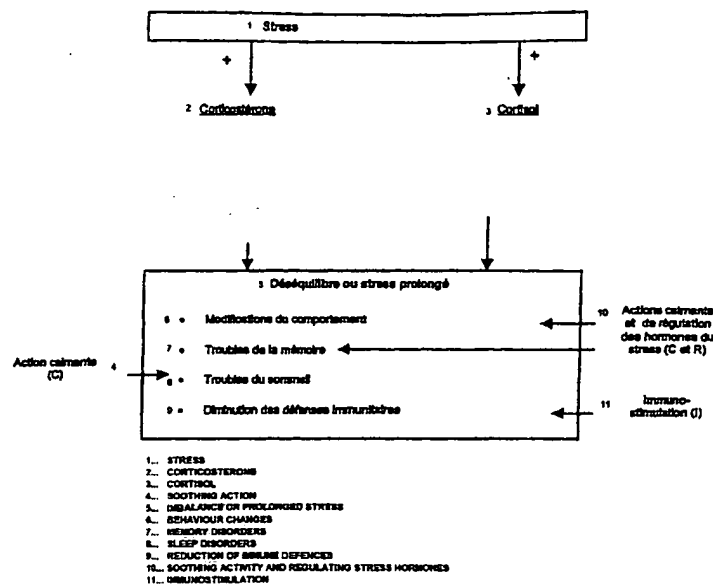 1 Stress
+ +
2 Corticostérone 3 Cortisol
5 Déséquilibre ou stress prolongé
6 • Modifications du comportement
7 • Troubles de la mémoire
8 • Troubles du sommeil
9 • Diminution des défenses immunitaires
Action calmante 4
(C)
10 Actions calmante
et de régulation
des hormones du
stress (C et R)
11 Immuno-
stimulation (I)
1... STRESS
2... CORTICOSTERONE
3... CORTISOL
4... SOOTHING ACTION
5... IMBALANCE OR PROLONGED STRESS
6... BEHAVIOUR CHANGES
7... MEMORY DISORDERS
8... SLEEP DISORDERS
9... REDUCTION OF IMMUNE DEFENCES
10... SOOTHING ACTIVITY AND REGULATING STRESS HORMONES
11... IMMUNOSTIMULATION